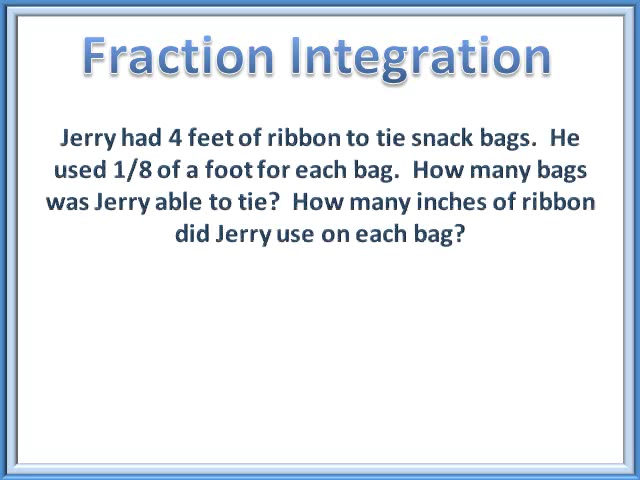 Fraction Integration
Jerry had 4 feet of ribbon to tie snack bags.  He
used 1/8 of a foot for each bag.  How many bags
was Jerry able to tie?  How many inches of ribbon
did Jerry use on each bag?